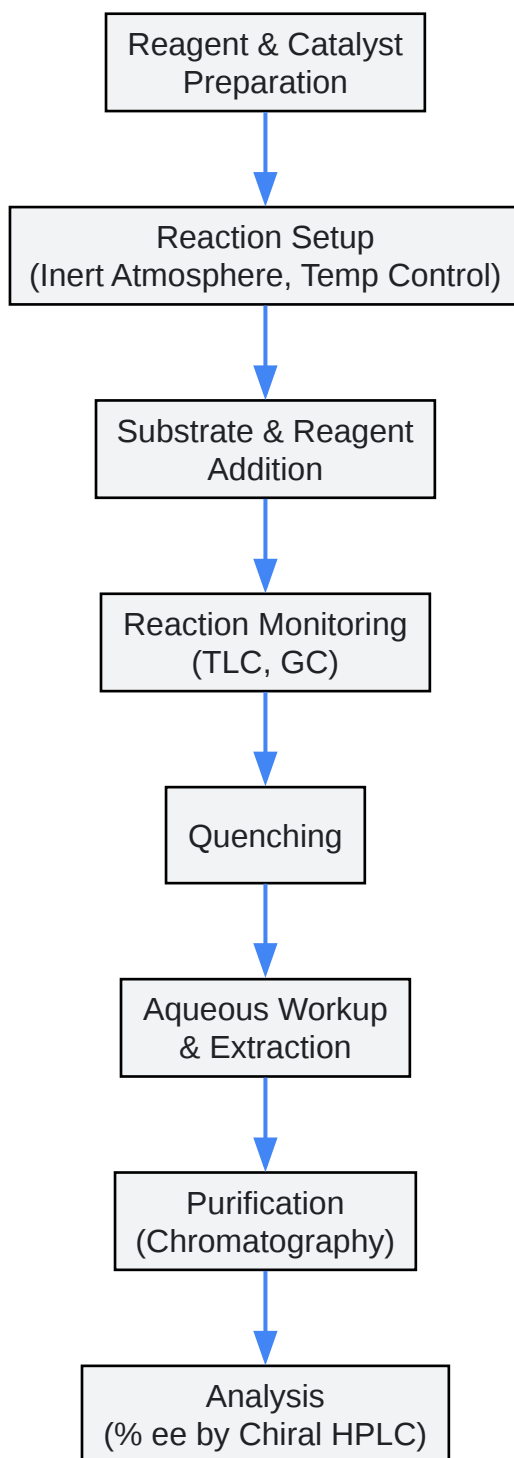 Reagent & Catalyst
Preparation
Reaction Setup
(Inert Atmosphere, Temp Control)
Substrate & Reagent
Addition
Reaction Monitoring
(TLC, GC)
Quenching
Aqueous Workup
& Extraction
Purification
(Chromatography)
Analysis
(% ee by Chiral HPLC)